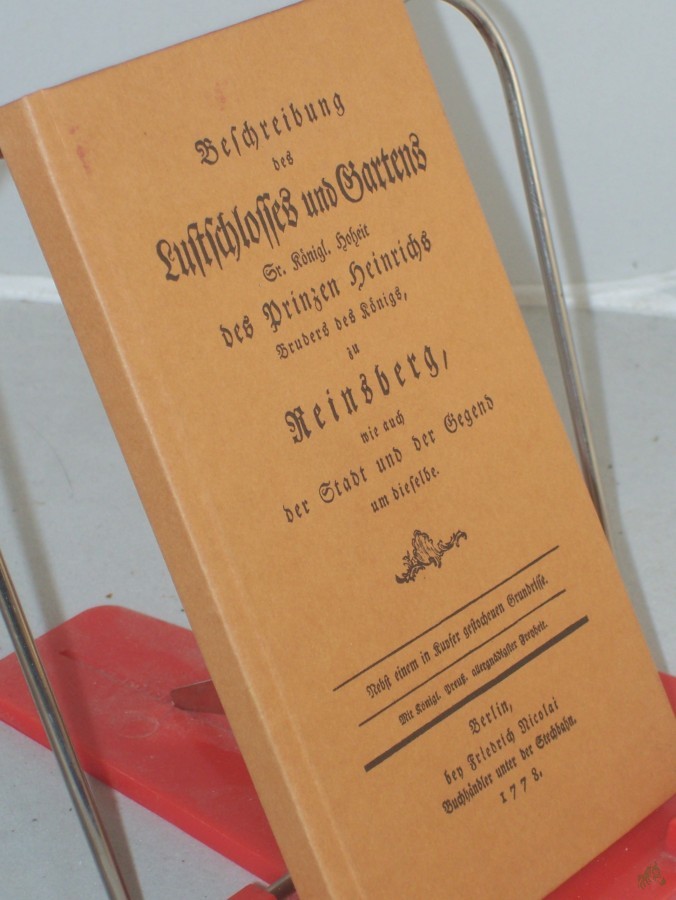 Beſchreibung
des
Luſtſchloſſes und Gartens
Sr. Königl. Hoheit
des Prinzen Heinrichs
Bruders des Königs,
zu
Reinsberg,
wie auch
der Stadt und der Gegend
um dieſelbe.
Nebſt einem in Kupfer geſtochenen Grundriſſe.
Mit Königl. Preuß. allergnädigſter Freyheit.
Berlin,
bey Friedrich Nicolai
Buchhändler unter der Stechbahn.
1778.